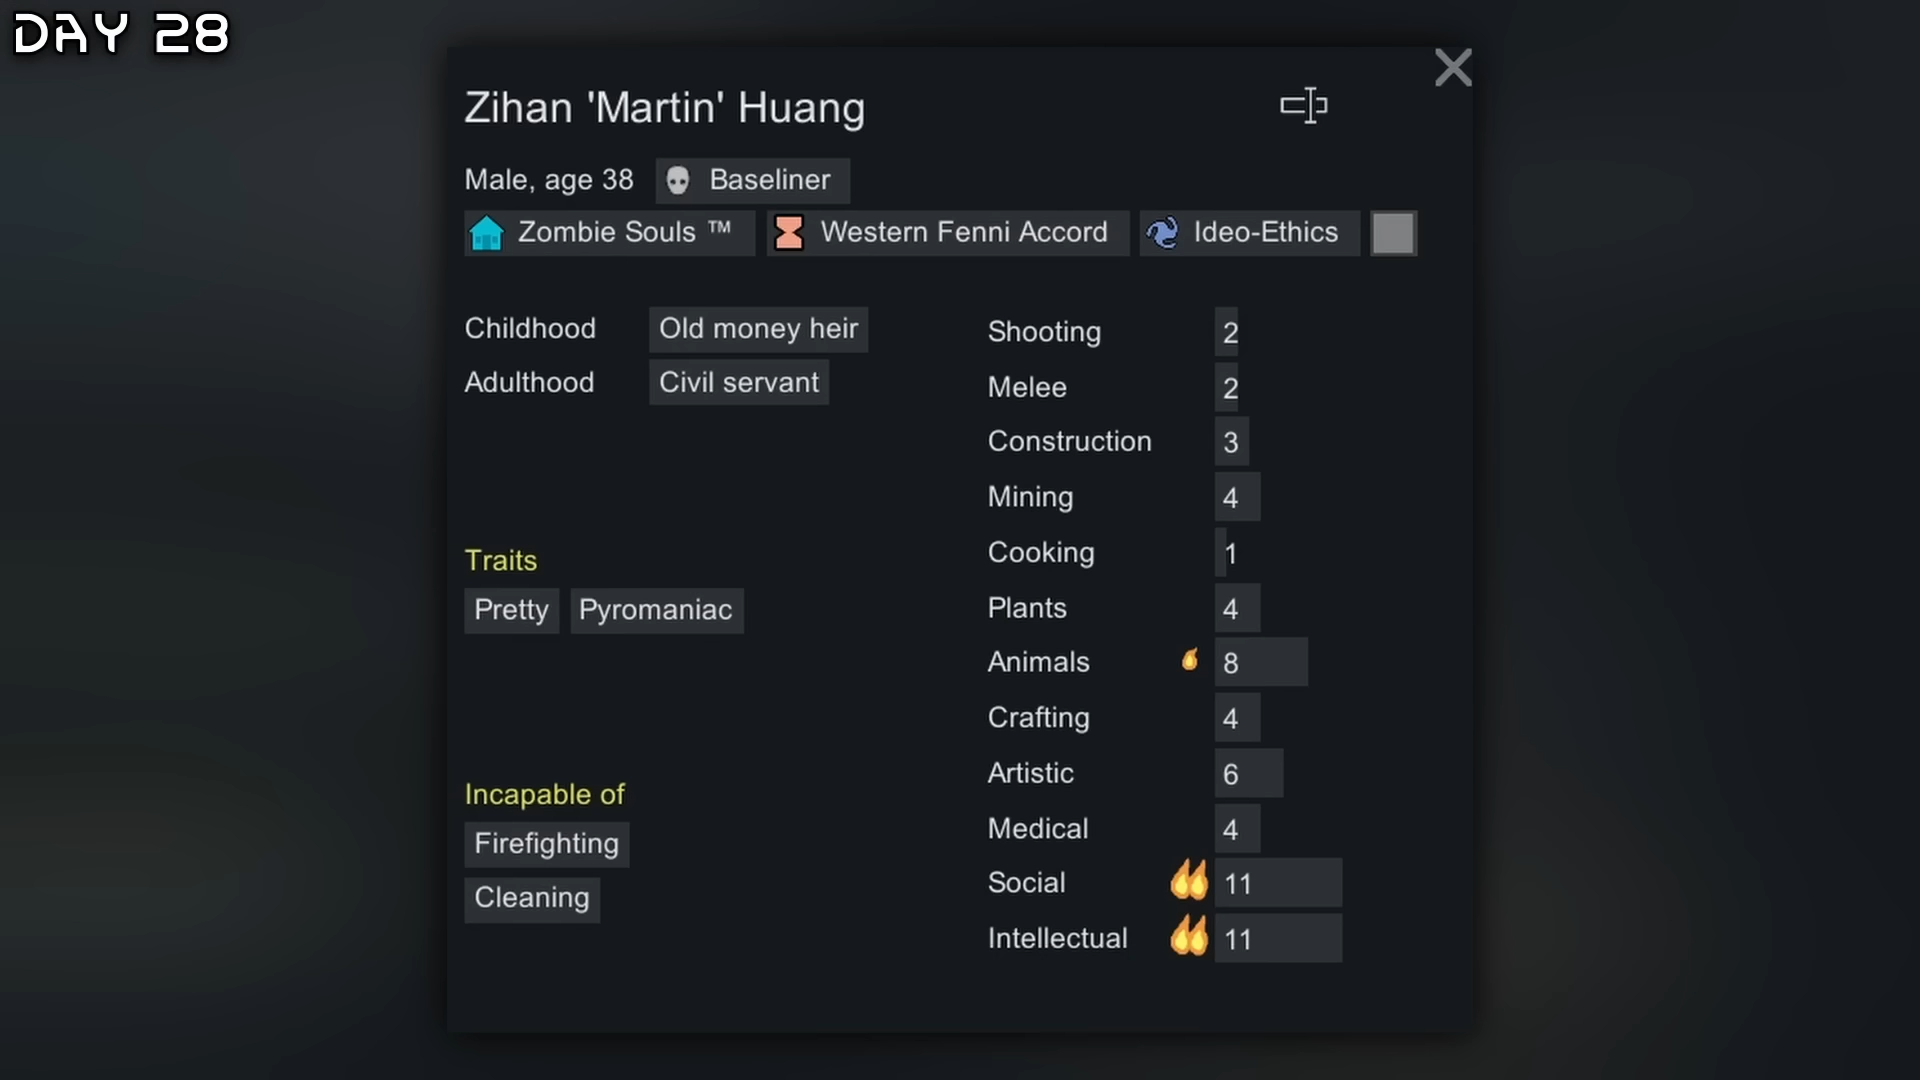 DAY 28
Zihan 'Martin' Huang
Male, age 38 Baseliner
Zombie Souls ™ Western Fenni Accord Ideo-Ethics
Childhood Old money heir
Adulthood Civil servant
Traits
Pretty Pyromaniac
Incapable of
Firefighting
Cleaning
Shooting 2
Melee 2
Construction 3
Mining 4
Cooking 1
Plants 4
Animals 8
Crafting 4
Artistic 6
Medical 4
Social 11
Intellectual 11